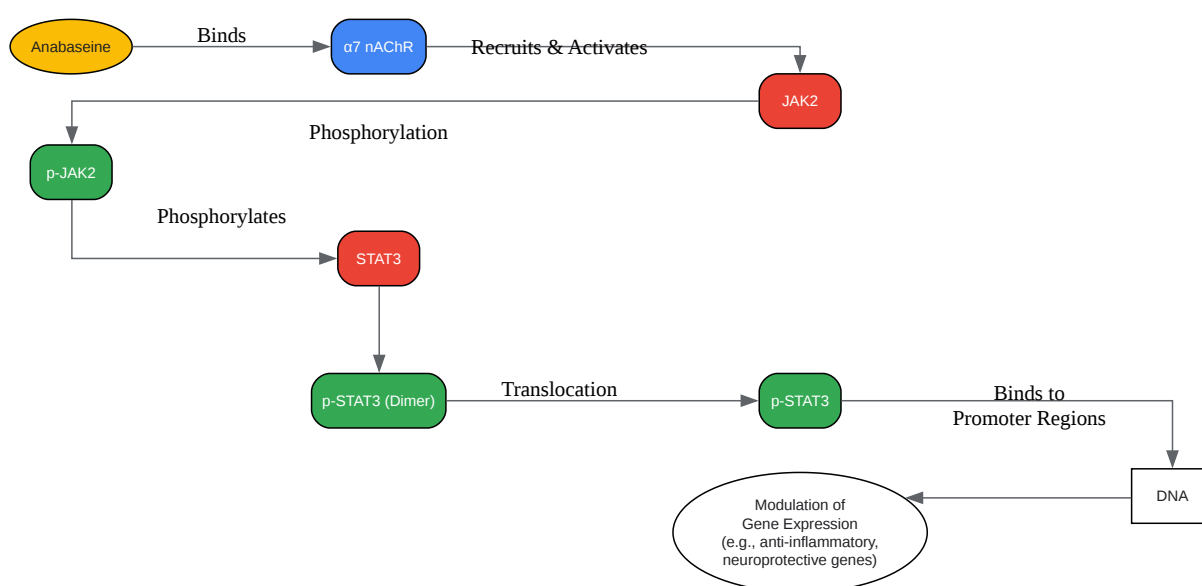 Anabaseine
Binds
α7 nAChR
Recruits & Activates
JAK2
Phosphorylation
p-JAK2
Phosphorylates
STAT3
p-STAT3 (Dimer)
Translocation
p-STAT3
Binds to
Promoter Regions
DNA
Modulation of
Gene Expression
(e.g., anti-inflammatory,
neuroprotective genes)